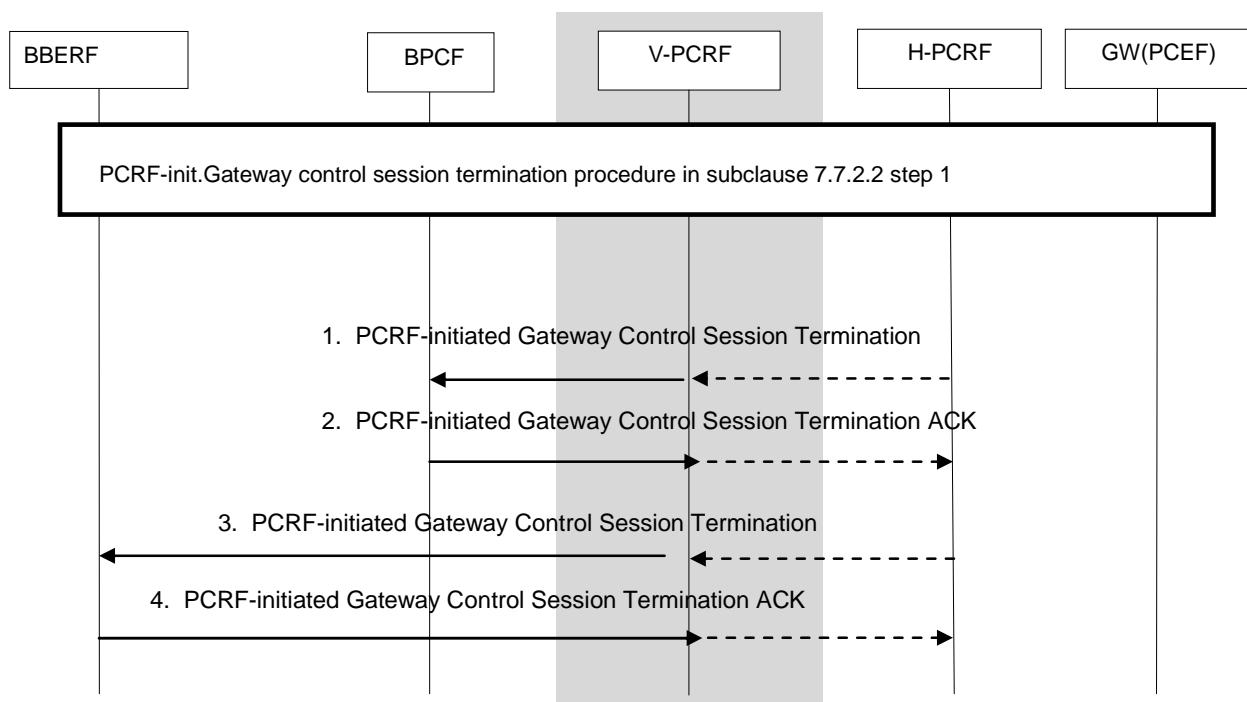 BBERF
BPCF
V-PCRF
H-PCRF
GW(PCEF)
PCRF-init.Gateway control session termination procedure in subclause 7.7.2.2 step 1
1. PCRF-initiated Gateway Control Session Termination
2. PCRF-initiated Gateway Control Session Termination ACK
3. PCRF-initiated Gateway Control Session Termination
4. PCRF-initiated Gateway Control Session Termination ACK